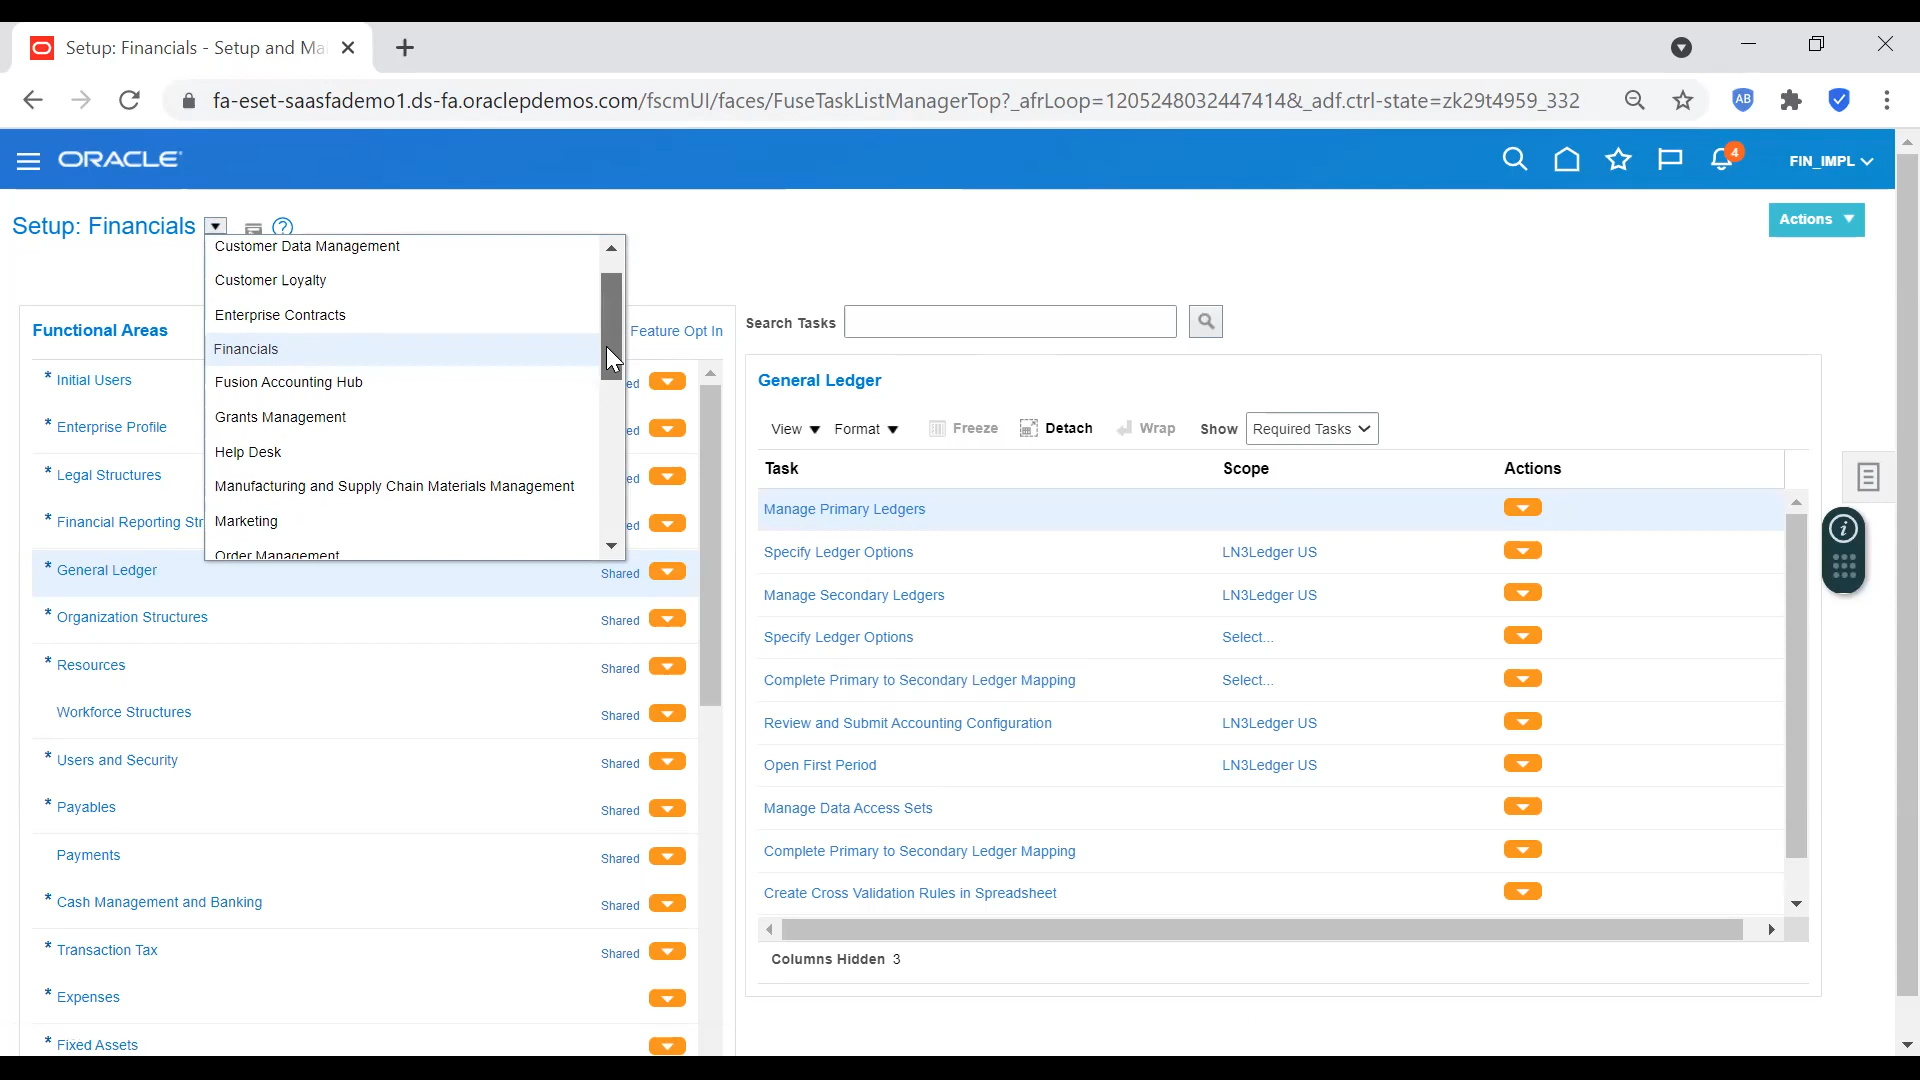 Setup: Financials - Setup and Ma
fa-eset-saasfademo1.ds-fa.oraclepdemos.com/fscmUI/faces/FuseTaskListManagerTop?_afrLoop=1205248032447414&_adf.ctrl-state=zk29t4959_332
AB
ORACLE
4
FIN_IMPL
Setup: Financials
?
Actions
Customer Data Management
Customer Loyalty
Enterprise Contracts
Financials
Fusion Accounting Hub
Grants Management
Help Desk
Manufacturing and Supply Chain Materials Management
Marketing
Order Management
Functional Areas
Feature Opt In
* Initial Users
ed
* Enterprise Profile
ed
* Legal Structures
ed
* Financial Reporting Str
ed
* General Ledger
Shared
* Organization Structures
Shared
* Resources
Shared
Workforce Structures
Shared
* Users and Security
Shared
* Payables
Shared
Payments
Shared
* Cash Management and Banking
Shared
* Transaction Tax
Shared
* Expenses
* Fixed Assets
Search Tasks
General Ledger
View Format Freeze Detach Wrap Show Required Tasks
Task Scope Actions
Manage Primary Ledgers
Specify Ledger Options LN3Ledger US
Manage Secondary Ledgers LN3Ledger US
Specify Ledger Options Select...
Complete Primary to Secondary Ledger Mapping Select...
Review and Submit Accounting Configuration LN3Ledger US
Open First Period LN3Ledger US
Manage Data Access Sets
Complete Primary to Secondary Ledger Mapping
Create Cross Validation Rules in Spreadsheet
Columns Hidden 3
i